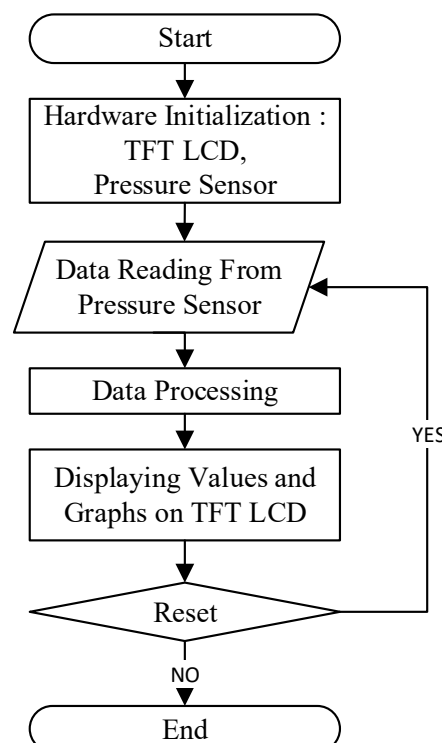 Start
Hardware Initialization :
TFT LCD,
Pressure Sensor
Data Reading From
Pressure Sensor
Data Processing
YES
Displaying Values and
Graphs on TFT LCD
Reset
NO
End